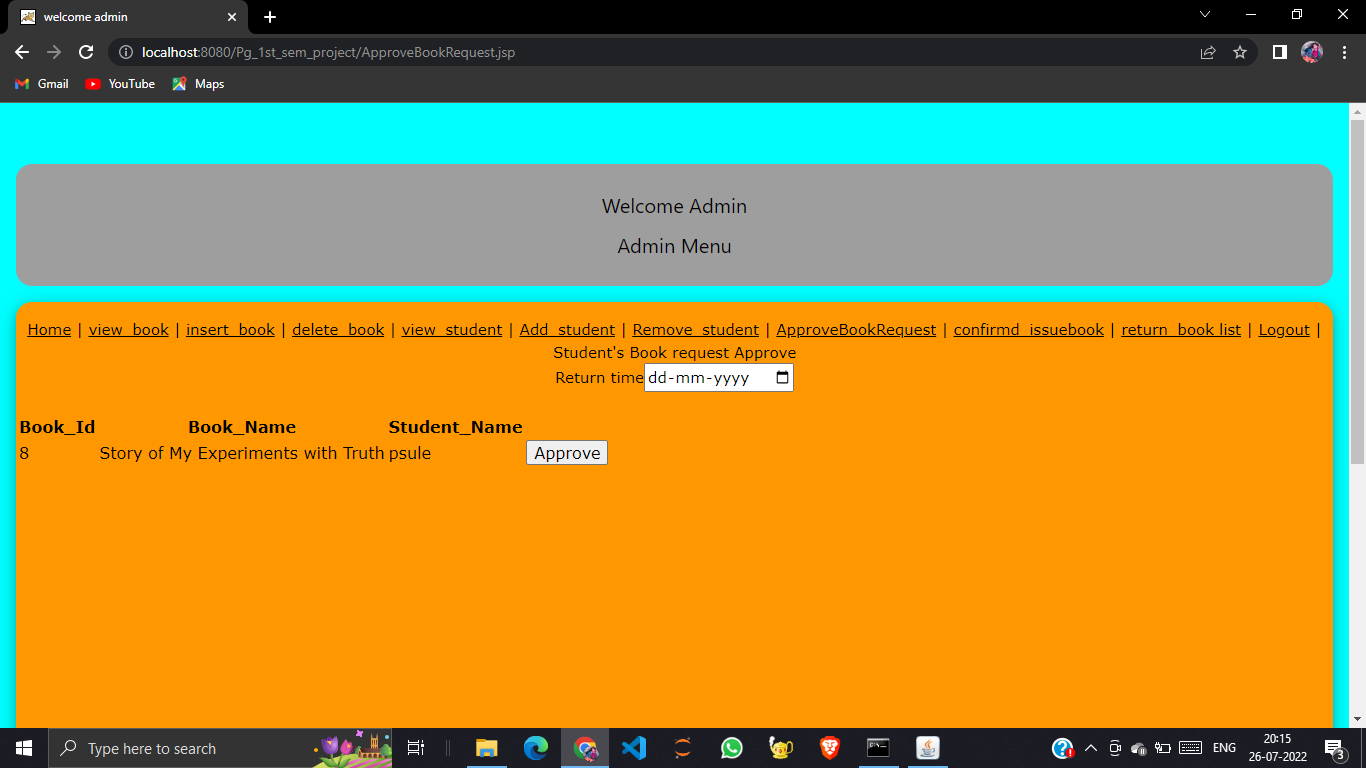 welcome admin
localhost:8080/Pg_1st_sem_project/ApproveBookRequest.jsp
Gmail YouTube Maps
Welcome Admin
Admin Menu
Home | view_book | insert_book | delete_book | view_student | Add_student | Remove_student | ApproveBookRequest | confirmd_issuebook | return_book list | Logout |
Student's Book request Approve
Return time dd-mm-yyyy
Book_Id Book_Name Student_Name
8 Story of My Experiments with Truth psule Approve
Type here to search
ENG
20:15
26-07-2022
3